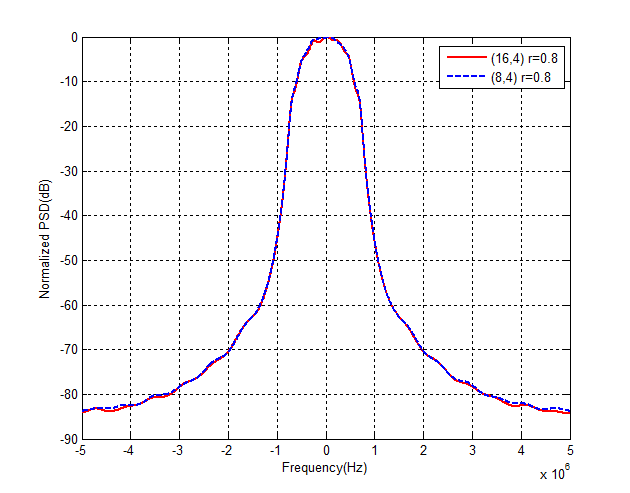 (16,4) r=0.8
(8,4) r=0.8
Normalized PSD(dB)
0
-10
-20
-30
-40
-50
-60
-70
-80
-90
-5 -4 -3 -2 -1 0 1 2 3 4 5
Frequency(Hz)
x 10^6